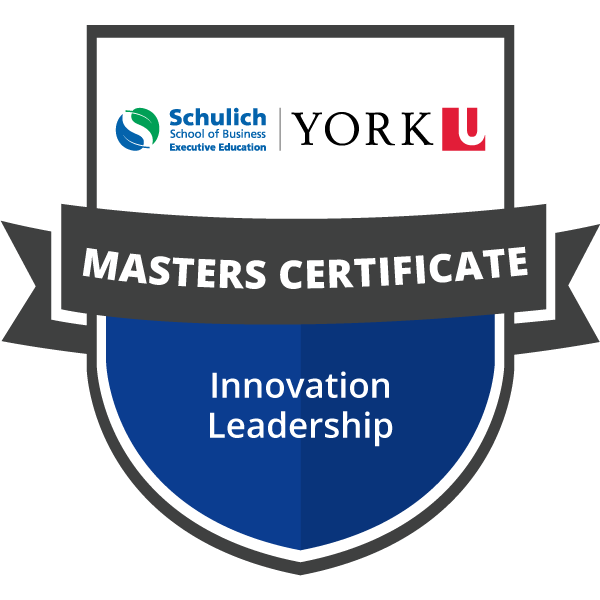 Schulich
School of Business
Executive Education
YORK U
MASTERS CERTIFICATE
Innovation
Leadership